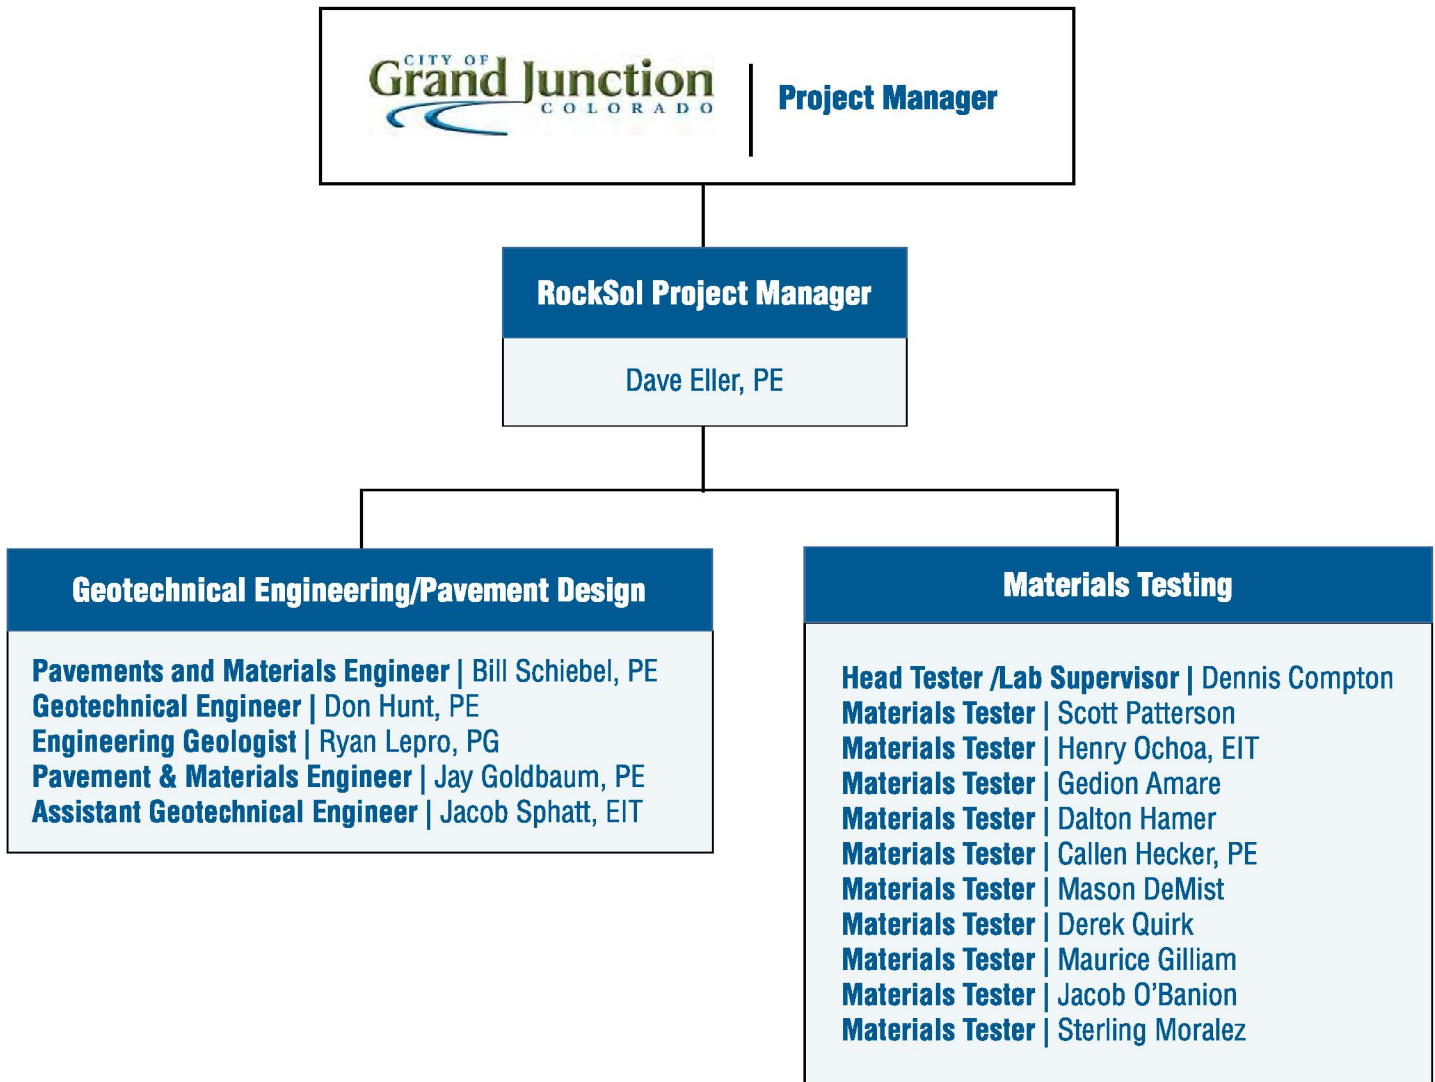 CITY OF
Grand Junction
COLORADO
Project Manager
RockSol Project Manager
Dave Eller, PE
Geotechnical Engineering/Pavement Design
Pavements and Materials Engineer | Bill Schiebel, PE
Geotechnical Engineer | Don Hunt, PE
Engineering Geologist | Ryan Lepro, PG
Pavement & Materials Engineer | Jay Goldbaum, PE
Assistant Geotechnical Engineer | Jacob Sphatt, EIT
Materials Testing
Head Tester /Lab Supervisor | Dennis Compton
Materials Tester | Scott Patterson
Materials Tester | Henry Ochoa, EIT
Materials Tester | Gedion Amare
Materials Tester | Dalton Hamer
Materials Tester | Callen Hecker, PE
Materials Tester | Mason DeMist
Materials Tester | Derek Quirk
Materials Tester | Maurice Gilliam
Materials Tester | Jacob O'Banion
Materials Tester | Sterling Moralez